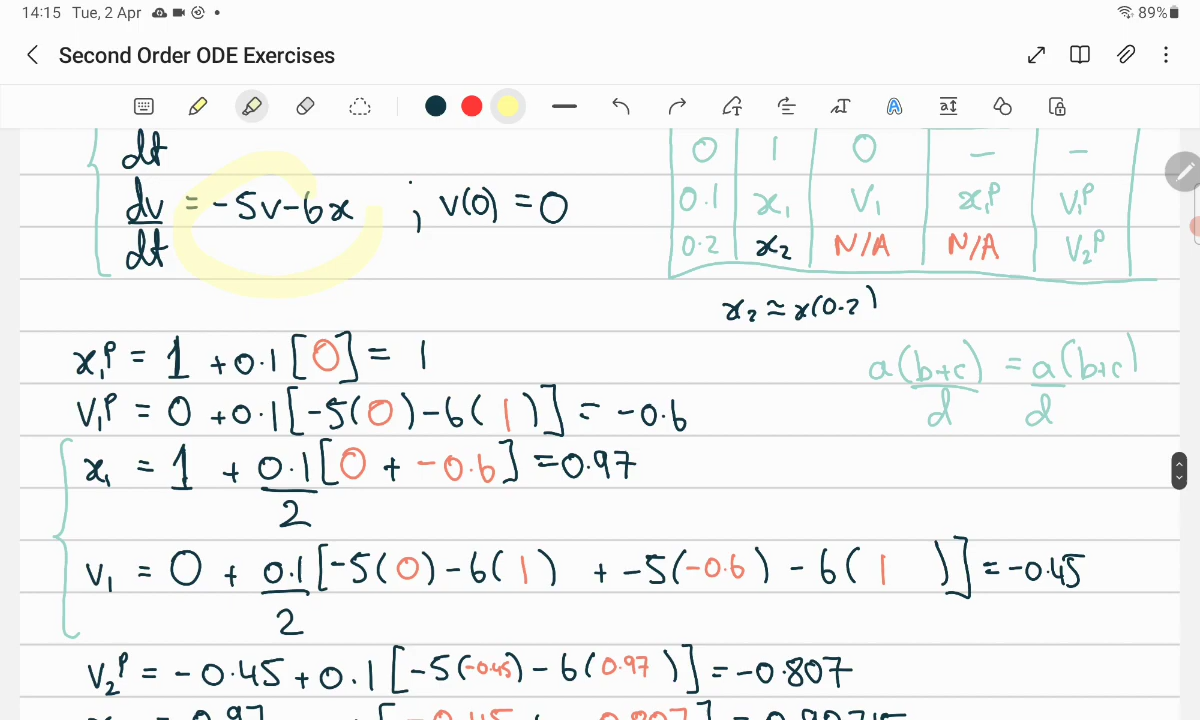 14:15 Tue, 2 Apr 89%
Second Order ODE Exercises
dt
dv/dt = -5v-6x ; v(0) = 0
0 1 0 — —
0.1 x₁ V₁ x₁ᴾ V₁ᴾ
0.2 x₂ N/A N/A V₂ᴾ
x₂ ≈ x(0.2)
x₁ᴾ = 1 + 0.1 [0] = 1
a(b+c)/d = a/d (b+c)
V₁ᴾ = 0 + 0.1[-5(0)-6(1)] = -0.6
x₁ = 1 + 0.1/2 [0 + -0.6] = 0.97
V₁ = 0 + 0.1/2 [-5(0)-6(1) + -5(-0.6) - 6(1)] = -0.45
V₂ᴾ = -0.45 + 0.1 [-5(-0.45) - 6(0.97)] = -0.807